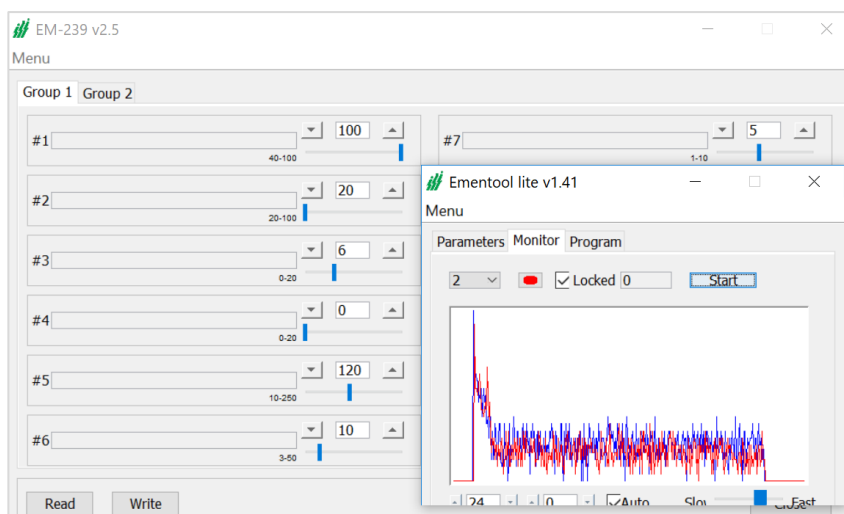 EM-239 v2.5
Menu
Group 1 Group 2
#1 100
40-100
#2 20
20-100
#3 6
0-20
#4 0
0-20
#5 120
10-250
#6 10
3-50
Read Write
#7 5
1-10
Ementool lite v1.41
Menu
Parameters Monitor Program
2 Locked 0 Start
24 0 Auto